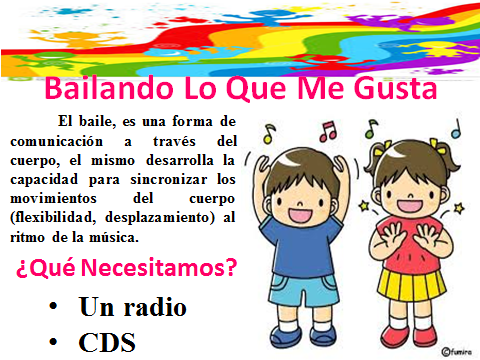 Bailando Lo Que Me Gusta
El baile, es una forma de
comunicación a través del
cuerpo, el mismo desarrolla la
capacidad para sincronizar los
movimientos del cuerpo
(flexibilidad, desplazamiento) al
ritmo de la música.
¿Qué Necesitamos?
• Un radio
• CDS
©fumira